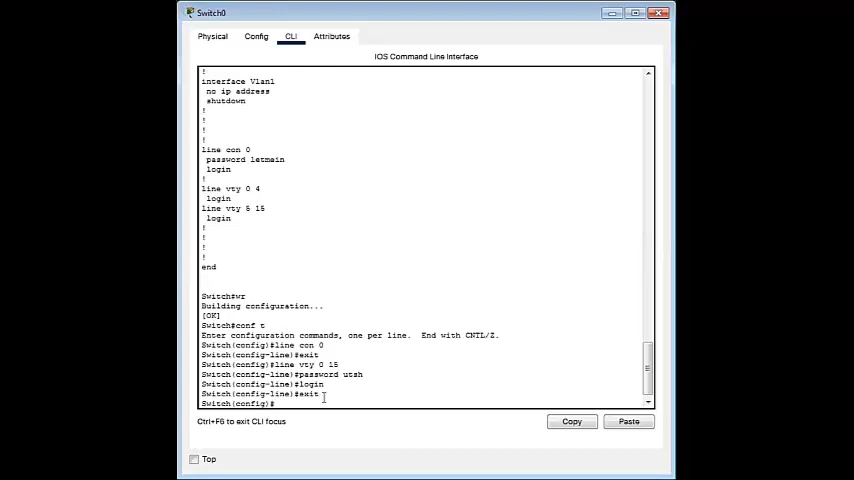 Switch0
Physical Config CLI Attributes
IOS Command Line Interface
!
interface Vlan1
no ip address
shutdown
!
!
!
!
line con 0
password letmein
login
!
line vty 0 4
login
line vty 5 15
login
!
!
!
!
end
Switch#wr
Building configuration...
[OK]
Switch#conf t
Enter configuration commands, one per line. End with CNTL/Z.
Switch(config)#line con 0
Switch(config-line)#exit
Switch(config)#line vty 0 15
Switch(config-line)#password utsh
Switch(config-line)#login
Switch(config-line)#exit
Switch(config)#
Ctrl+F6 to exit CLI focus
Copy Paste
Top